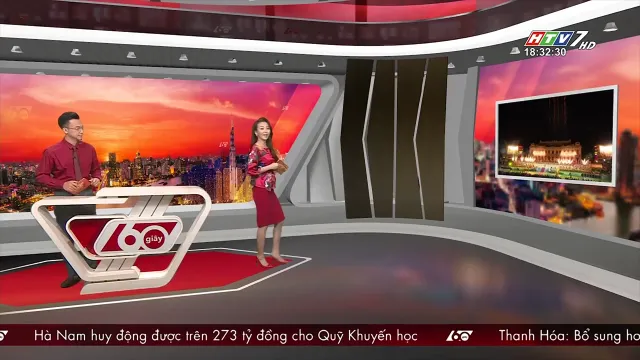 HTV7 HD
18:32:30
60 giây
Hà Nam huy động được trên 273 tỷ đồng cho Quỹ Khuyến học 60 Thanh Hóa: Bổ sung ho